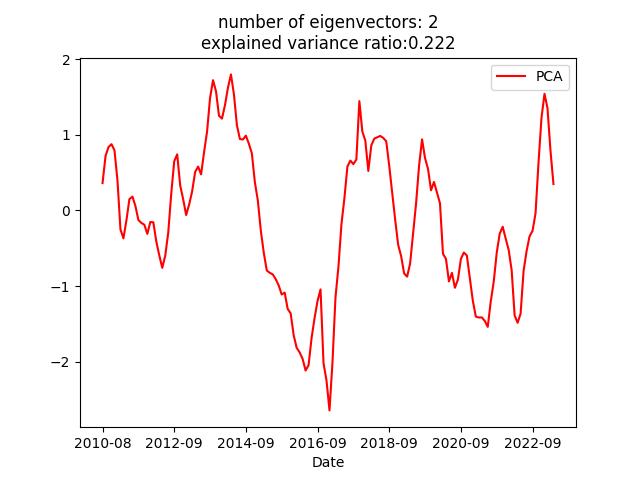 number of eigenvectors: 2
explained variance ratio:0.222
PCA
2
1
0
−1
−2
2010-08 2012-09 2014-09 2016-09 2018-09 2020-09 2022-09
Date